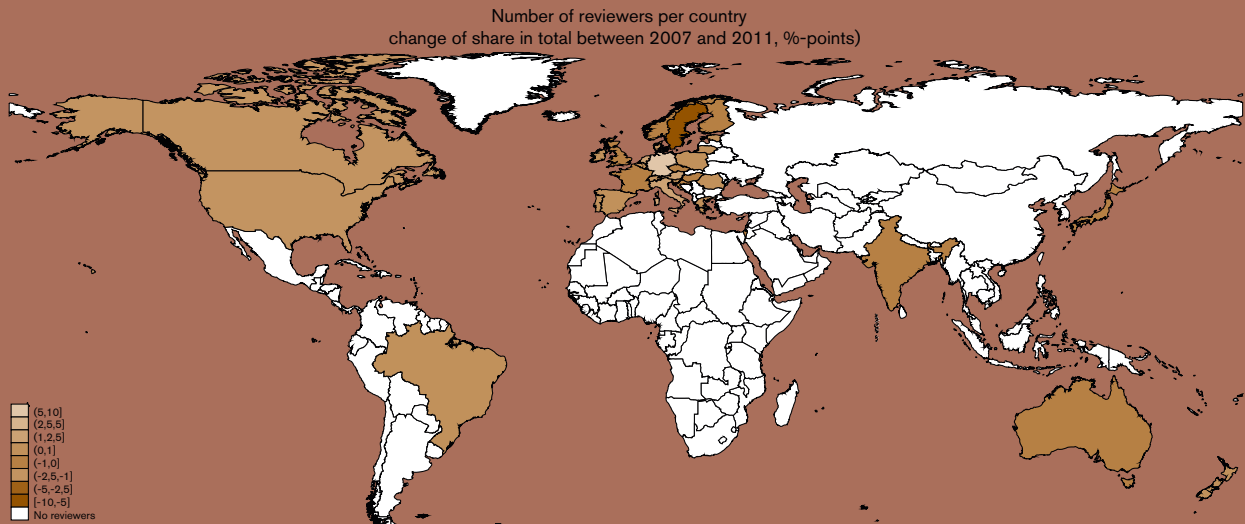 Number of reviewers per country
change of share in total between 2007 and 2011, %-points)
(5,10]
(2,5,5]
(1,2,5]
(0,1]
(-1,0]
(-2,5,-1]
(-5,-2,5]
[-10,-5]
No reviewers